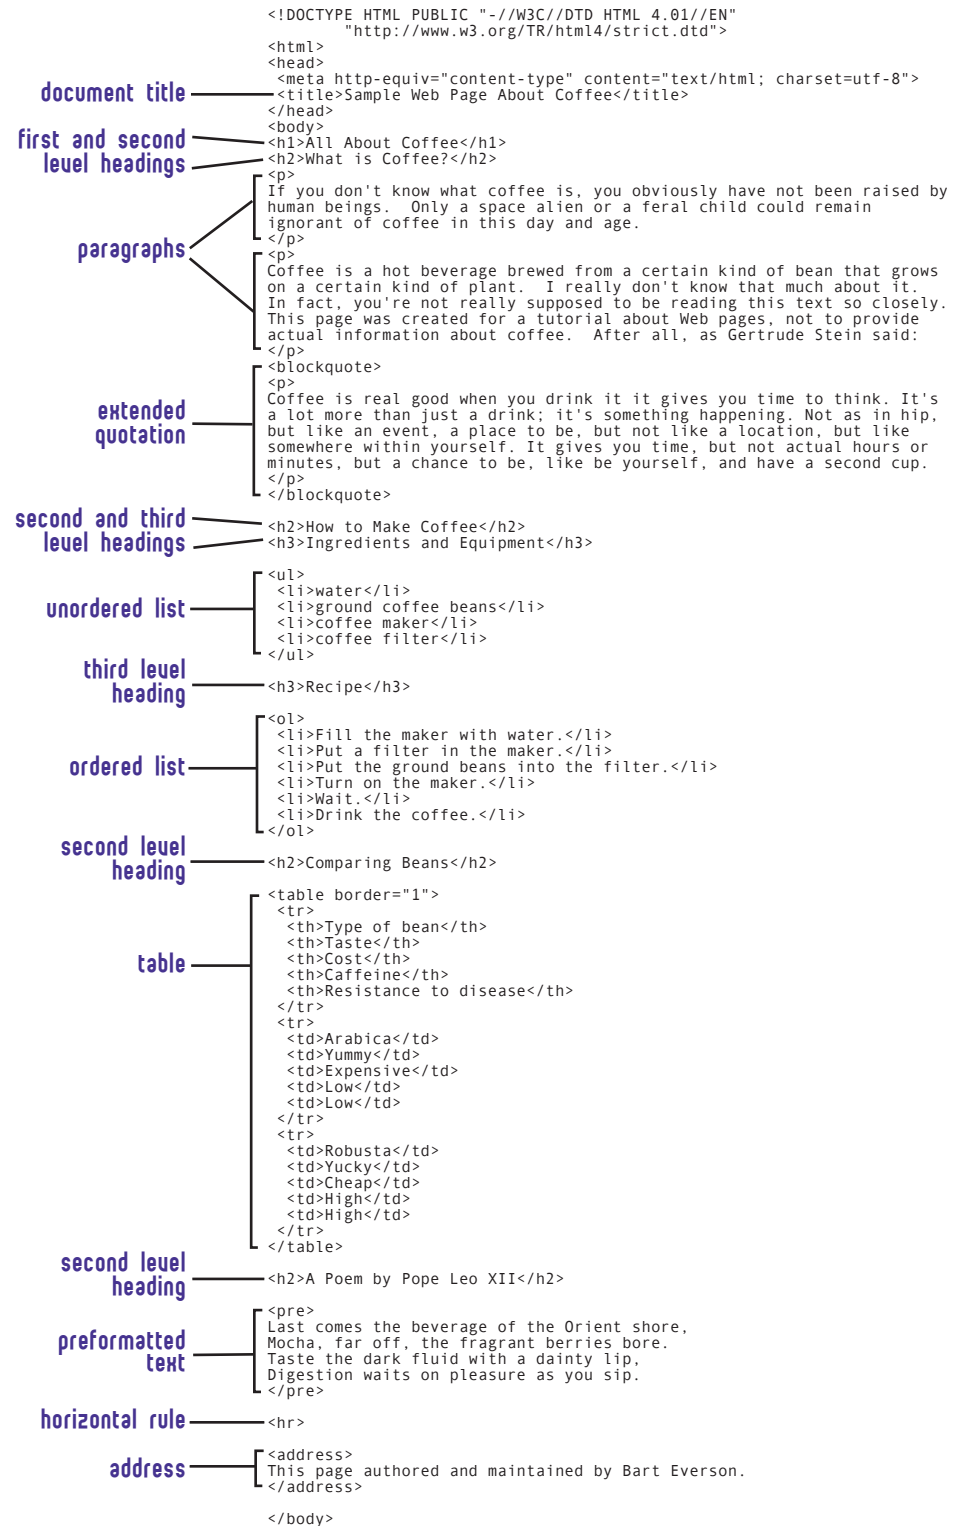 <!DOCTYPE HTML PUBLIC "-//W3C//DTD HTML 4.01//EN"
"http://www.w3.org/TR/html4/strict.dtd">
<html>
<head>
<meta http-equiv="content-type" content="text/html; charset=utf-8">
document title
<title>Sample Web Page About Coffee</title>
</head>
<body>
first and second
level headings
<h1>All About Coffee</h1>
<h2>What is Coffee?</h2>
paragraphs
<p>
If you don't know what coffee is, you obviously have not been raised by
human beings.  Only a space alien or a feral child could remain
ignorant of coffee in this day and age.
</p>
<p>
Coffee is a hot beverage brewed from a certain kind of bean that grows
on a certain kind of plant.  I really don't know that much about it.
In fact, you're not really supposed to be reading this text so closely.
This page was created for a tutorial about Web pages, not to provide
actual information about coffee.  After all, as Gertrude Stein said:
</p>
extended
quotation
<blockquote>
<p>
Coffee is real good when you drink it it gives you time to think. It's
a lot more than just a drink; it's something happening. Not as in hip,
but like an event, a place to be, but not like a location, but like
somewhere within yourself. It gives you time, but not actual hours or
minutes, but a chance to be, like be yourself, and have a second cup.
</p>
</blockquote>
second and third
level headings
<h2>How to Make Coffee</h2>
<h3>Ingredients and Equipment</h3>
unordered list
<ul>
<li>water</li>
<li>ground coffee beans</li>
<li>coffee maker</li>
<li>coffee filter</li>
</ul>
third level
heading
<h3>Recipe</h3>
ordered list
<ol>
<li>Fill the maker with water.</li>
<li>Put a filter in the maker.</li>
<li>Put the ground beans into the filter.</li>
<li>Turn on the maker.</li>
<li>Wait.</li>
<li>Drink the coffee.</li>
</ol>
second level
heading
<h2>Comparing Beans</h2>
table
<table border="1">
<tr>
<th>Type of bean</th>
<th>Taste</th>
<th>Cost</th>
<th>Caffeine</th>
<th>Resistance to disease</th>
</tr>
<tr>
<td>Arabica</td>
<td>Yummy</td>
<td>Expensive</td>
<td>Low</td>
<td>Low</td>
</tr>
<tr>
<td>Robusta</td>
<td>Yucky</td>
<td>Cheap</td>
<td>High</td>
<td>High</td>
</tr>
</table>
second level
heading
<h2>A Poem by Pope Leo XII</h2>
preformatted
text
<pre>
Last comes the beverage of the Orient shore,
Mocha, far off, the fragrant berries bore.
Taste the dark fluid with a dainty lip,
Digestion waits on pleasure as you sip.
</pre>
horizontal rule
<hr>
address
<address>
This page authored and maintained by Bart Everson.
</address>
</body>